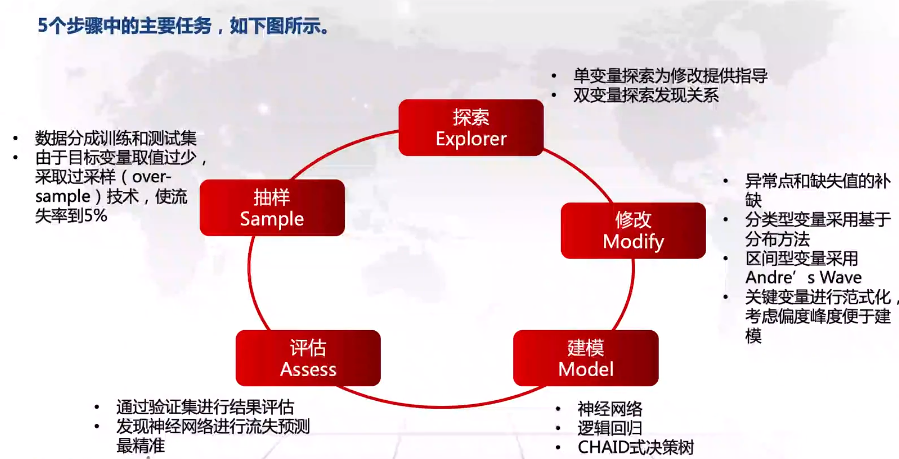 5个步骤中的主要任务，如下图所示。
• 单变量探索为修改提供指导
• 双变量探索发现关系
探索
Explorer
• 数据分成训练和测试集
• 由于目标变量取值过少，
采取过采样（over-
sample）技术，使流
失率到5%
抽样
Sample
修改
Modify
• 异常点和缺失值的补
缺
• 分类型变量采用基于
分布方法
• 区间型变量采用
Andre’s Wave
• 关键变量进行范式化，
考虑偏度峰度便于建
模
评估
Assess
建模
Model
• 通过验证集进行结果评估
• 发现神经网络进行流失预测
最精准
• 神经网络
• 逻辑回归
• CHAID式决策树